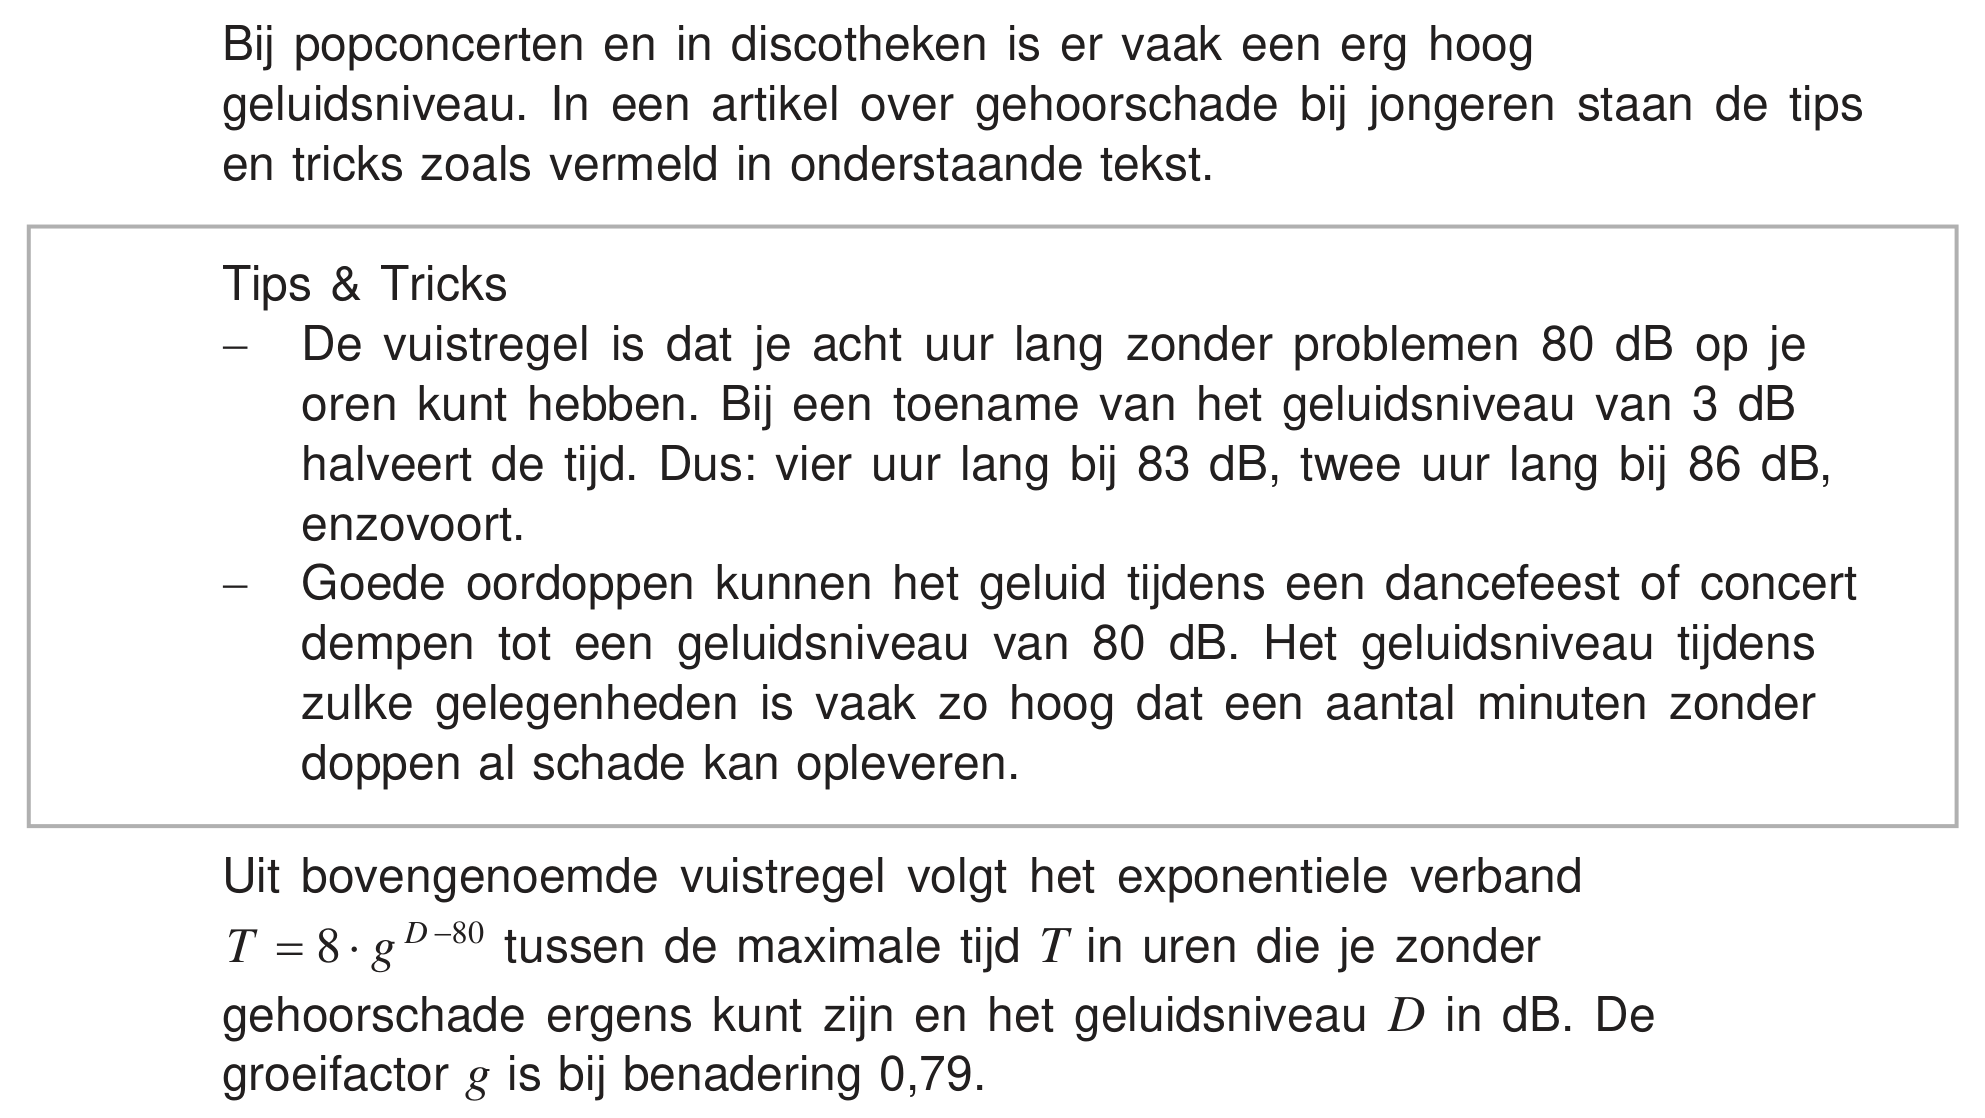 Bij popconcerten en in discotheken is er vaak een erg hoog
geluidsniveau. In een artikel over gehoorschade bij jongeren staan de tips
en tricks zoals vermeld in onderstaande tekst.
Tips & Tricks
– De vuistregel is dat je acht uur lang zonder problemen 80 dB op je
oren kunt hebben. Bij een toename van het geluidsniveau van 3 dB
halveert de tijd. Dus: vier uur lang bij 83 dB, twee uur lang bij 86 dB,
enzovoort.
– Goede oordoppen kunnen het geluid tijdens een dancefeest of concert
dempen tot een geluidsniveau van 80 dB. Het geluidsniveau tijdens
zulke gelegenheden is vaak zo hoog dat een aantal minuten zonder
doppen al schade kan opleveren.
Uit bovengenoemde vuistregel volgt het exponentiele verband
$T = 8 \cdot g^{D-80}$ tussen de maximale tijd $T$ in uren die je zonder
gehoorschade ergens kunt zijn en het geluidsniveau $D$ in dB. De
groeifactor $g$ is bij benadering 0,79.